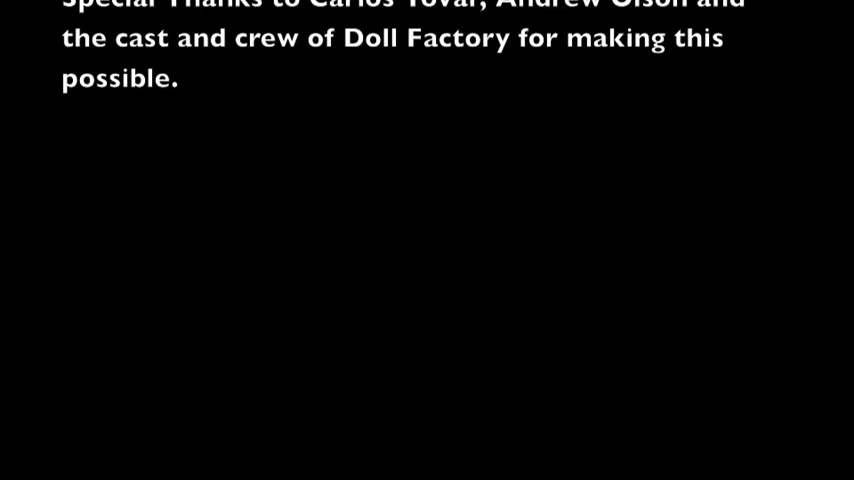 Special Thanks to Carlos Tovar, Andrew Olson and
the cast and crew of Doll Factory for making this
possible.